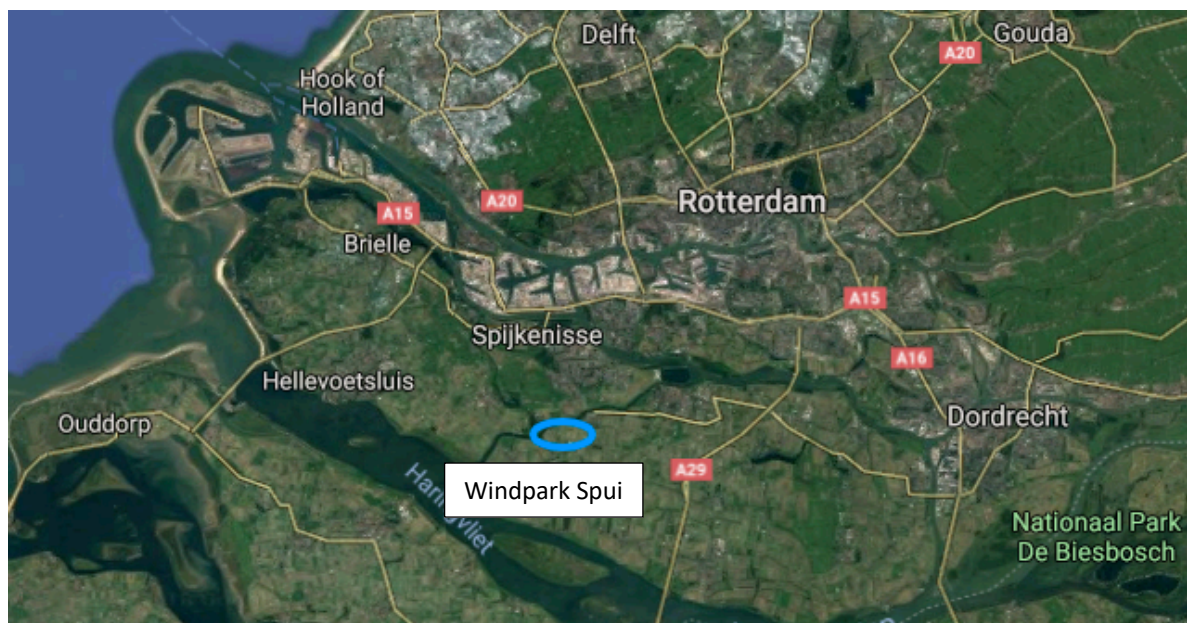 Delft
Gouda
A20
Hook of
Holland
A20
Rotterdam
A15
Brielle
A15
Spijkenisse
A16
Hellevoetsluis
Ouddorp
Dordrecht
A29
Windpark Spui
Haringvliet
Nationaal Park
De Biesbosch